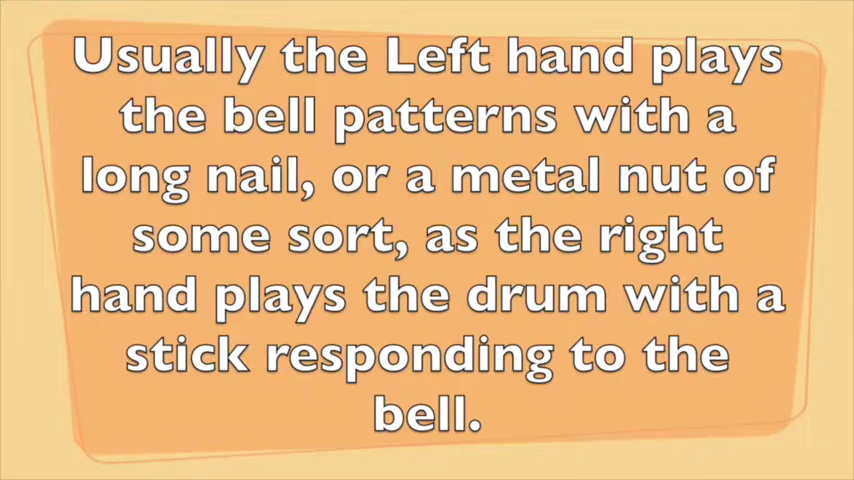 Usually the Left hand plays
the bell patterns with a
long nail, or a metal nut of
some sort, as the right
hand plays the drum with a
stick responding to the
bell.